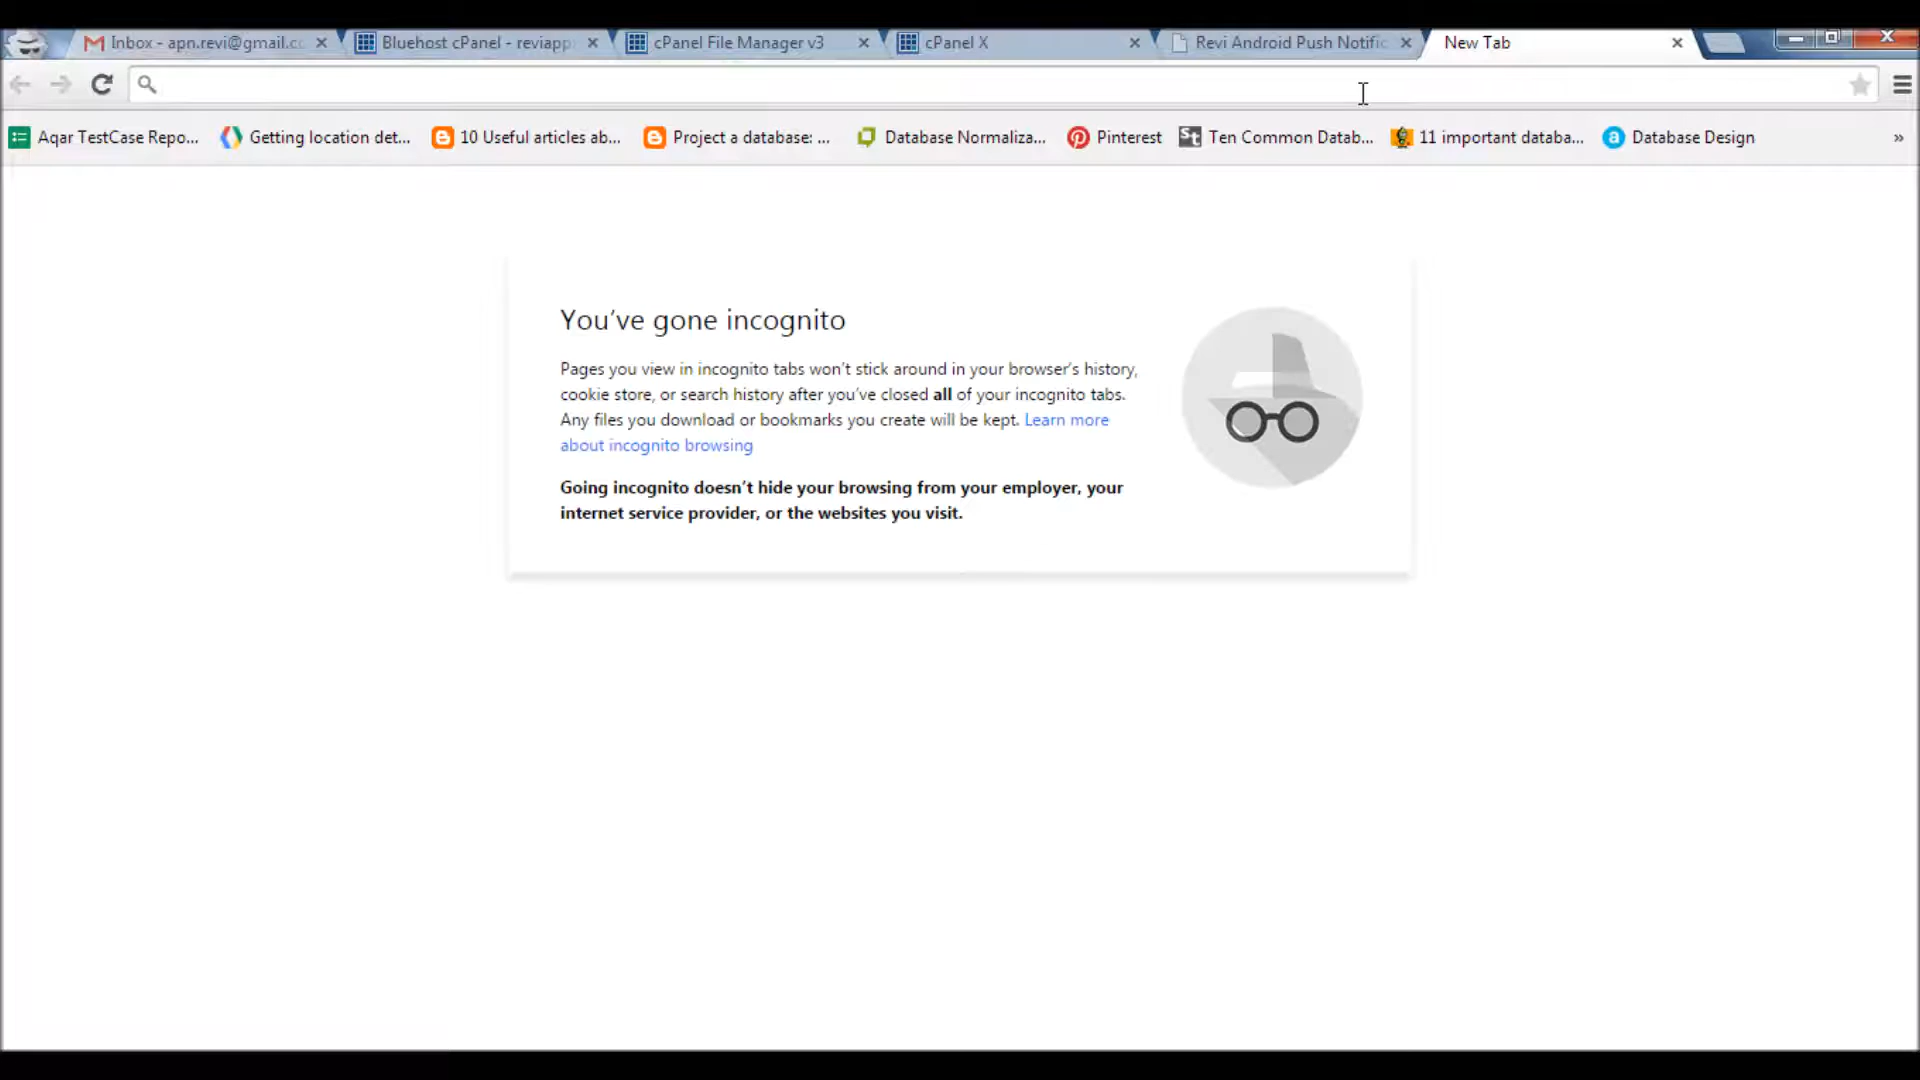 Inbox - apn.revi@gmail.cc
Bluehost cPanel - reviapp
cPanel File Manager v3
cPanel X
Revi Android Push Notific
New Tab
Aqar TestCase Repo...
Getting location det...
10 Useful articles ab...
Project a database: ...
Database Normaliza...
Pinterest
Ten Common Datab...
11 important databa...
Database Design
»
You've gone incognito
Pages you view in incognito tabs won't stick around in your browser's history,
cookie store, or search history after you've closed all of your incognito tabs.
Any files you download or bookmarks you create will be kept. Learn more
about incognito browsing
Going incognito doesn't hide your browsing from your employer, your
internet service provider, or the websites you visit.